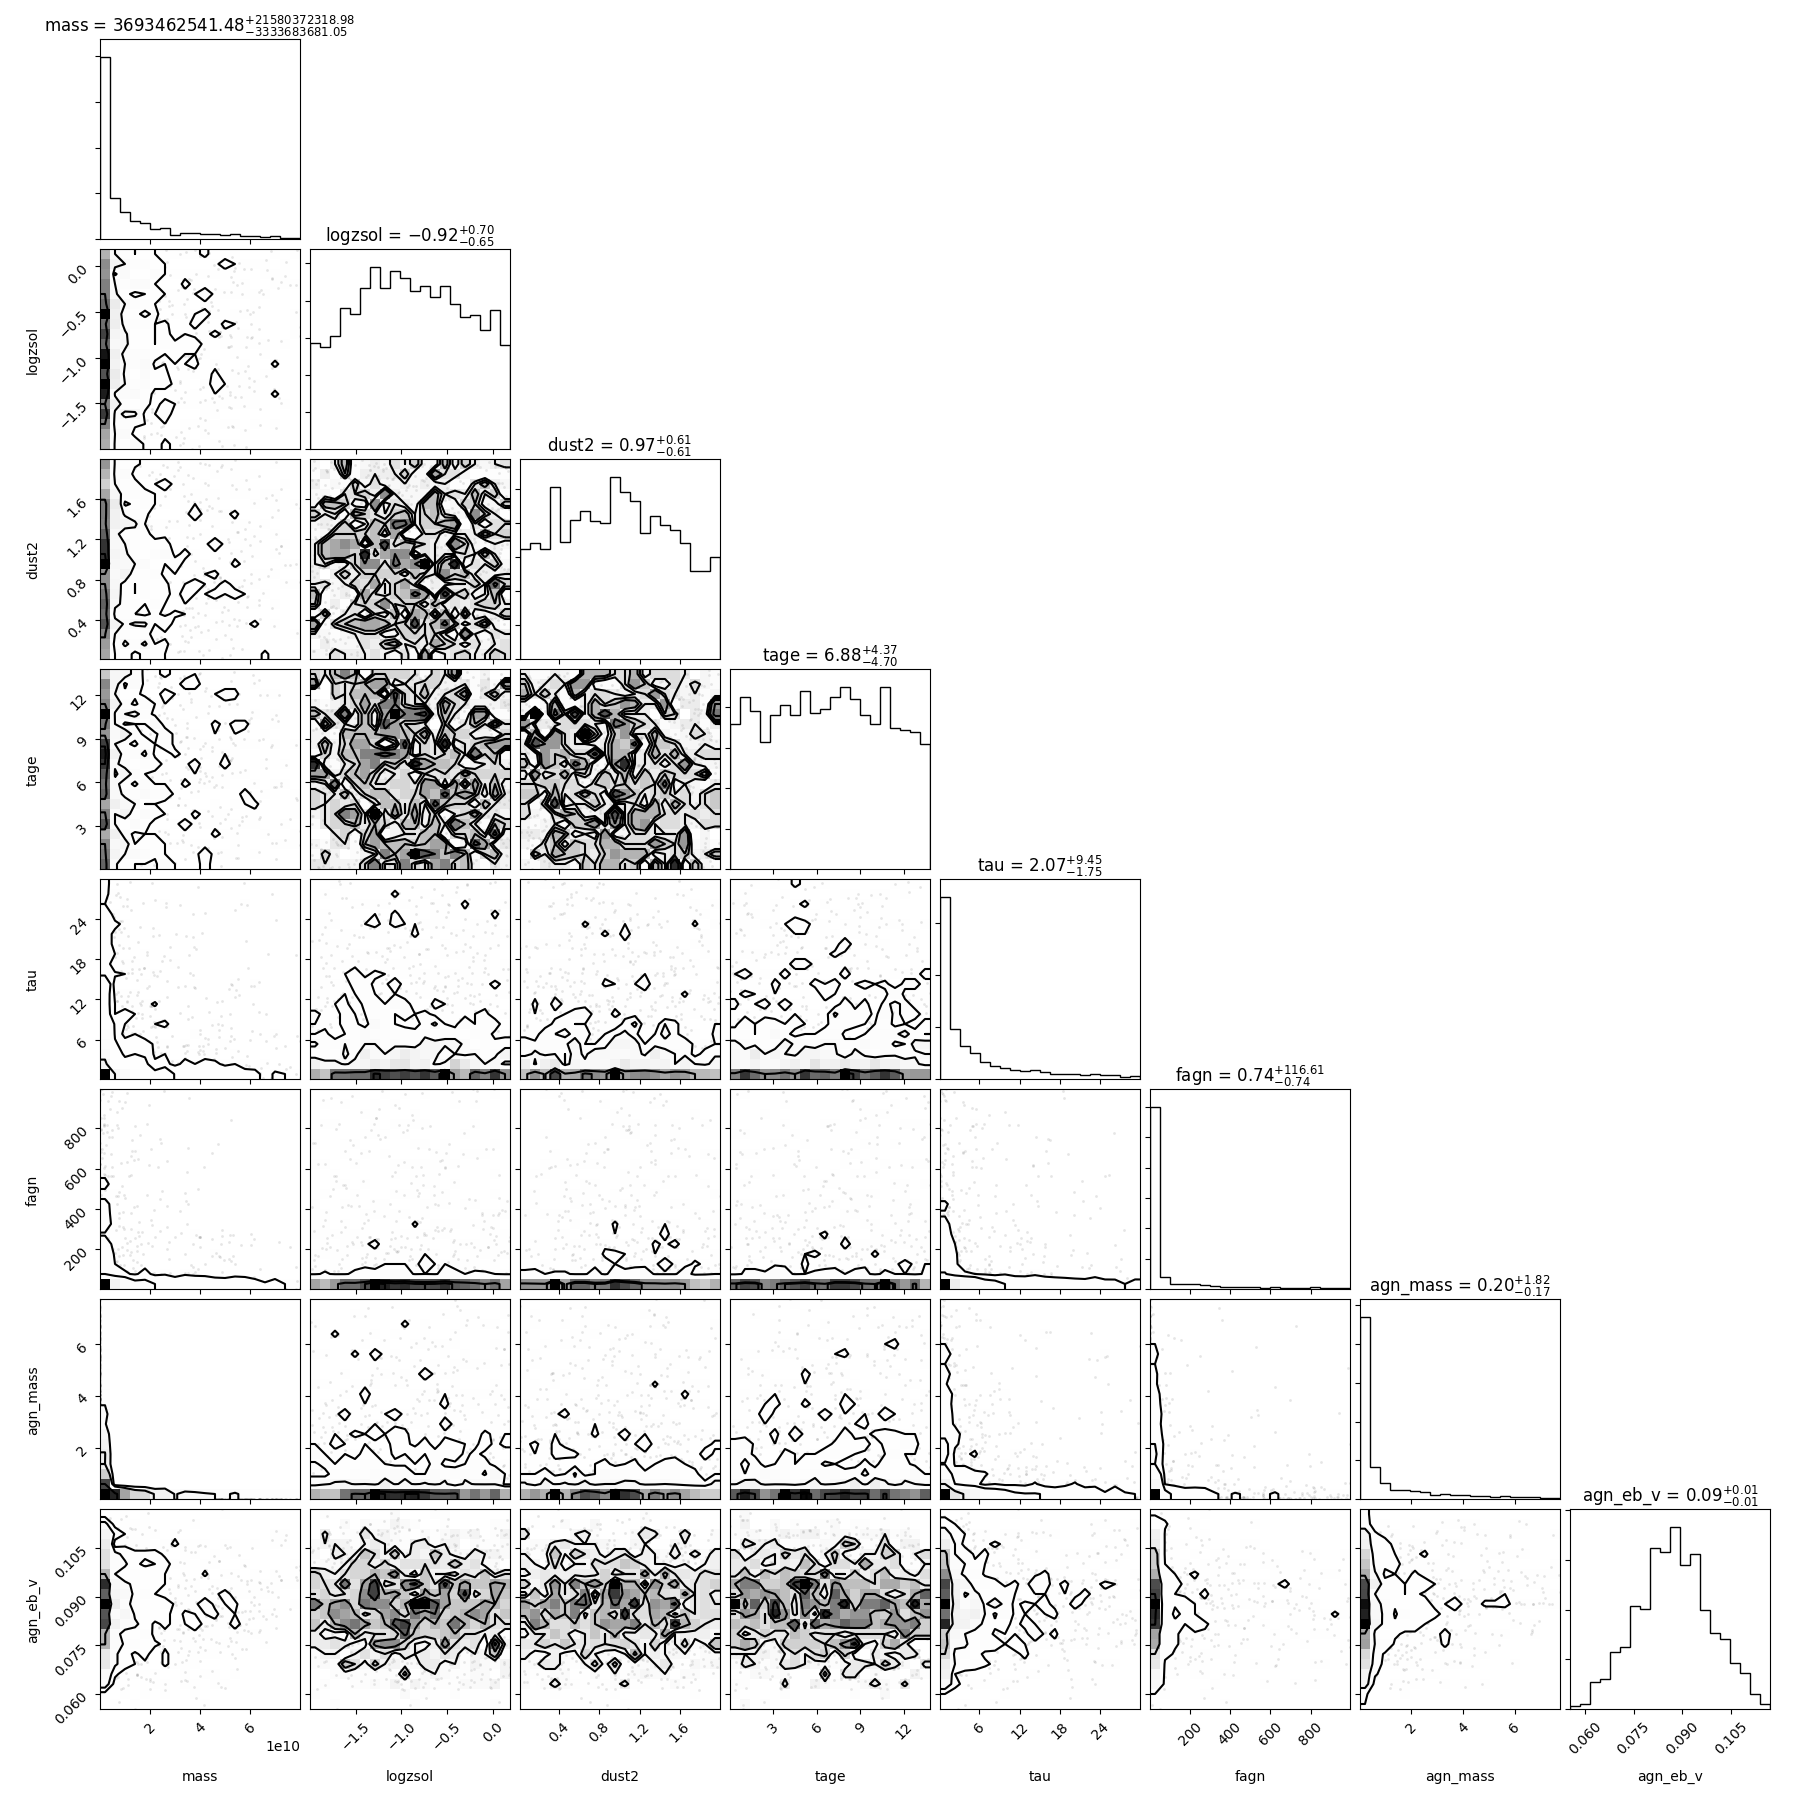 mass = 3693462541.48+21580372318.98−3333683681.05
logzsol = −0.92+0.70−0.65
0.0
−0.5
−1.0
−1.5
logzsol
dust2 = 0.97+0.61−0.61
1.6
1.2
0.8
0.4
dust2
tage = 6.88+4.37−4.70
12
9
6
3
tage
tau = 2.07+9.45−1.75
24
18
12
6
tau
fagn = 0.74+116.61−0.74
800
600
400
200
fagn
agn_mass = 0.20+1.82−0.17
6
4
2
agn_mass
agn_eb_v = 0.09+0.01−0.01
0.105
0.090
0.075
0.060
agn_eb_v
2 4 6 −1.5 −1.0 −0.5 0.0 0.4 0.8 1.2 1.6 3 6 9 12 6 12 18 24 200 400 600 800 2 4 6 0.060 0.075 0.090 0.105
1e10
mass logzsol dust2 tage tau fagn agn_mass agn_eb_v